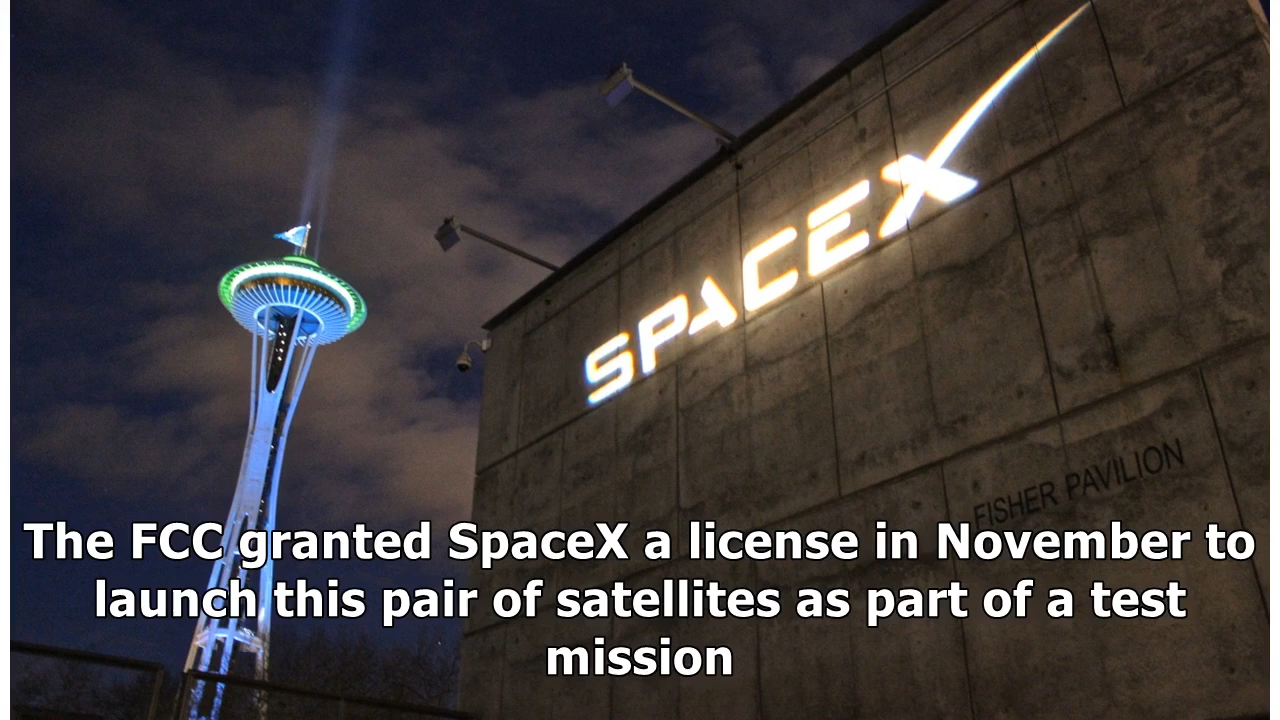 SPACEX
FISHER PAVILION
The FCC granted SpaceX a license in November to
launch this pair of satellites as part of a test
mission